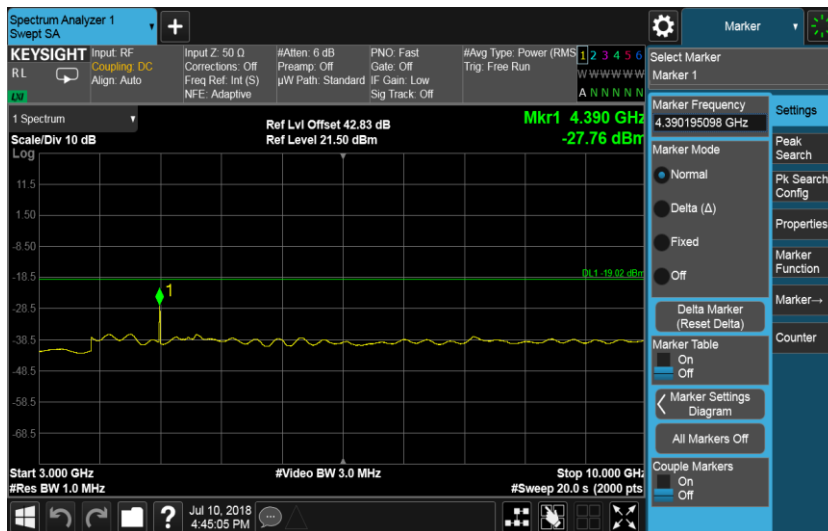 Spectrum Analyzer 1
Swept SA
+
Marker
KEYSIGHT
RL
LXI
Input: RF
Coupling: DC
Align: Auto
Input Z: 50 Ω
Corrections: Off
Freq Ref: Int (S)
NFE: Adaptive
#Atten: 6 dB
Preamp: Off
µW Path: Standard
PNO: Fast
Gate: Off
IF Gain: Low
Sig Track: Off
#Avg Type: Power (RMS
Trig: Free Run
1 2 3 4 5 6
W W W W W W
A N N N N N
Select Marker
Marker 1
1 Spectrum
Scale/Div 10 dB
Log
Ref Lvl Offset 42.83 dB
Ref Level 21.50 dBm
Mkr1 4.390 GHz
-27.76 dBm
11.5
1.50
-8.50
-18.5
-28.5
-38.5
-48.5
-58.5
-68.5
DL1 -19.02 dBm
1
Start 3.000 GHz
#Res BW 1.0 MHz
#Video BW 3.0 MHz
Stop 10.000 GHz
#Sweep 20.0 s (2000 pts
Marker Frequency
4.390195098 GHz
Marker Mode
Normal
Delta (Δ)
Fixed
Off
Delta Marker
(Reset Delta)
Marker Table
On
Off
Marker Settings
Diagram
All Markers Off
Couple Markers
On
Off
Settings
Peak
Search
Pk Search
Config
Properties
Marker
Function
Marker→
Counter
?
Jul 10, 2018
4:45:05 PM